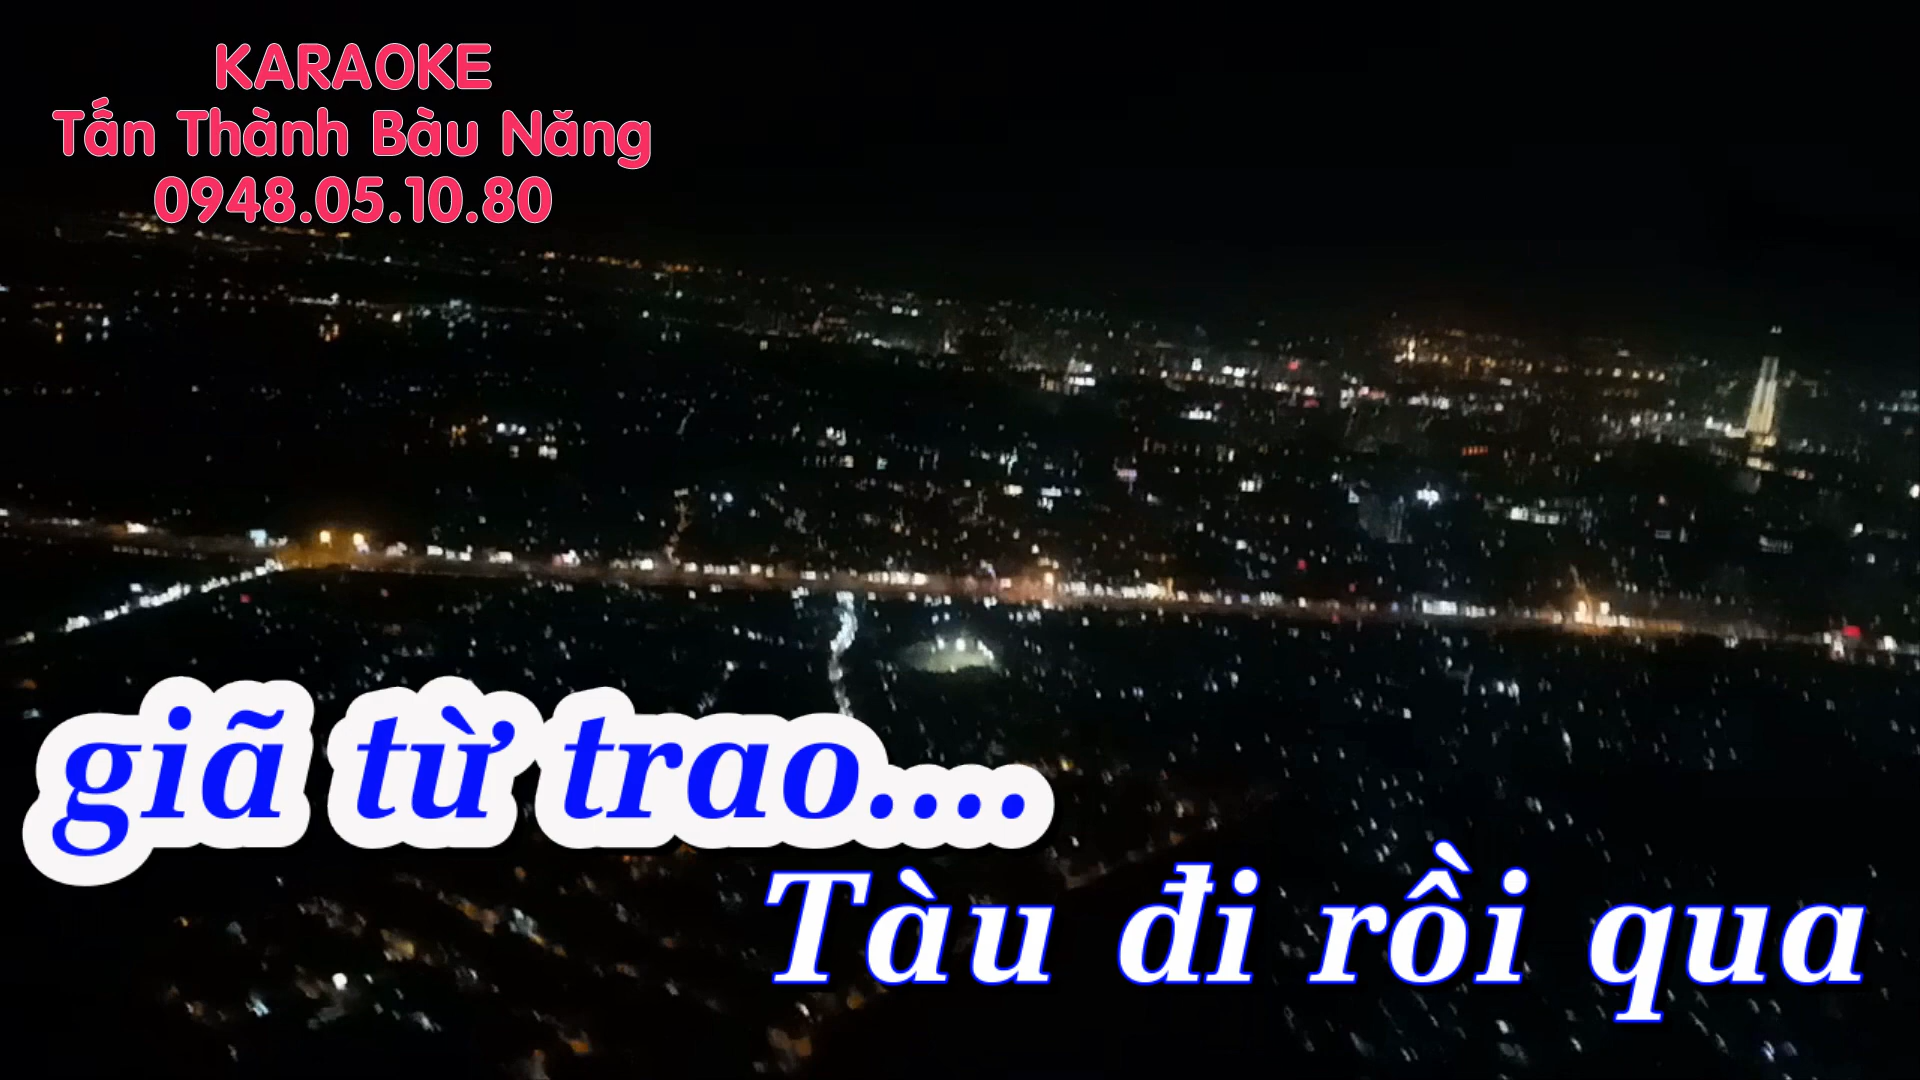 KARAOKE
Tấn Thành Bàu Năng
0948.05.10.80
giã từ trao....
Tàu đi rồi qua